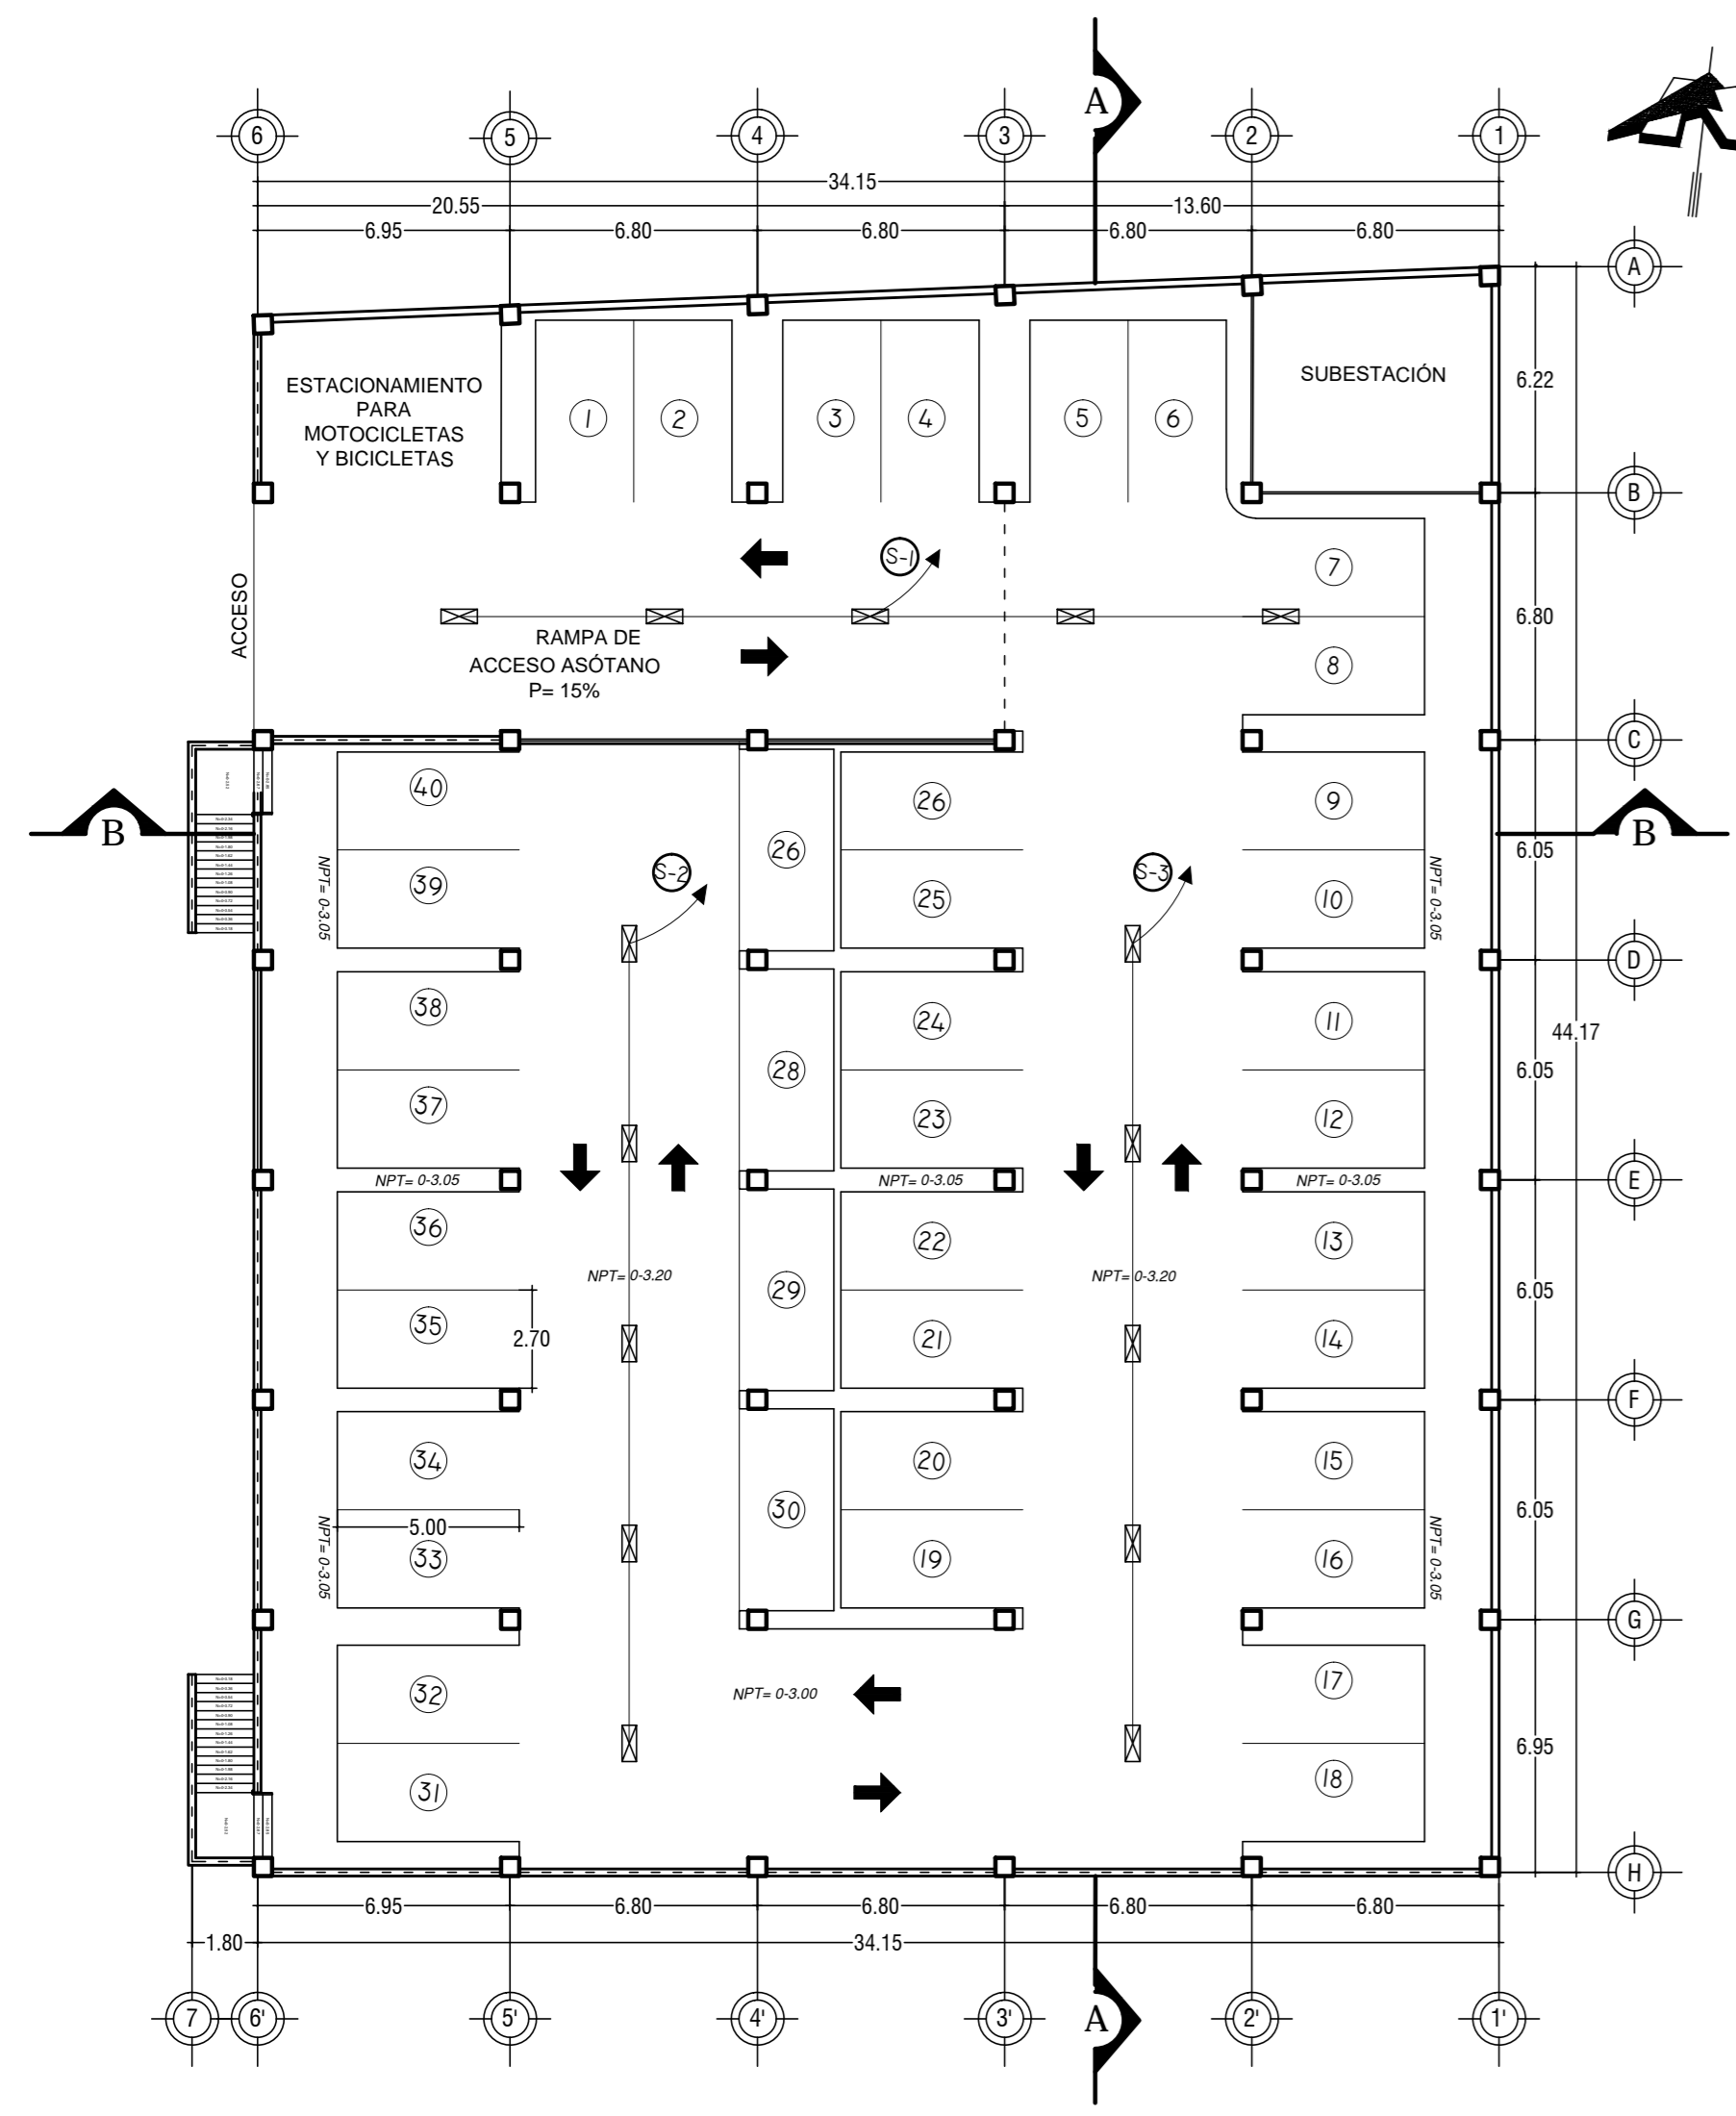 A
6 5 4 3 2 1
34.15
20.55 13.60
6.95 6.80 6.80 6.80 6.80
A
ESTACIONAMIENTO
PARA
MOTOCICLETAS
Y BICICLETAS
SUBESTACIÓN
6.22
1 2 3 4 5 6
B
ACCESO
S-1
7
6.80
RAMPA DE
ACCESO ASÓTANO
P= 15%
8
C
40 26 9
B B
26
6.05
39 S-2 25 S-3 10
NPT= 0-3.05 NPT= 0-3.05
D
38 24 11
44.17
28
6.05
37 23 12
NPT= 0-3.05 NPT= 0-3.05 NPT= 0-3.05
E
36 22 13
NPT= 0-3.20 NPT= 0-3.20
29
6.05
35 21 14
2.70
F
34 20 15
30
6.05
5.00
33 19 16
NPT= 0-3.05 NPT= 0-3.05
G
32 17
NPT= 0-3.00
6.95
31 18
H
6.95 6.80 6.80 6.80 6.80
1.80 34.15
7 6' 5' 4' 3' 2' 1'
A